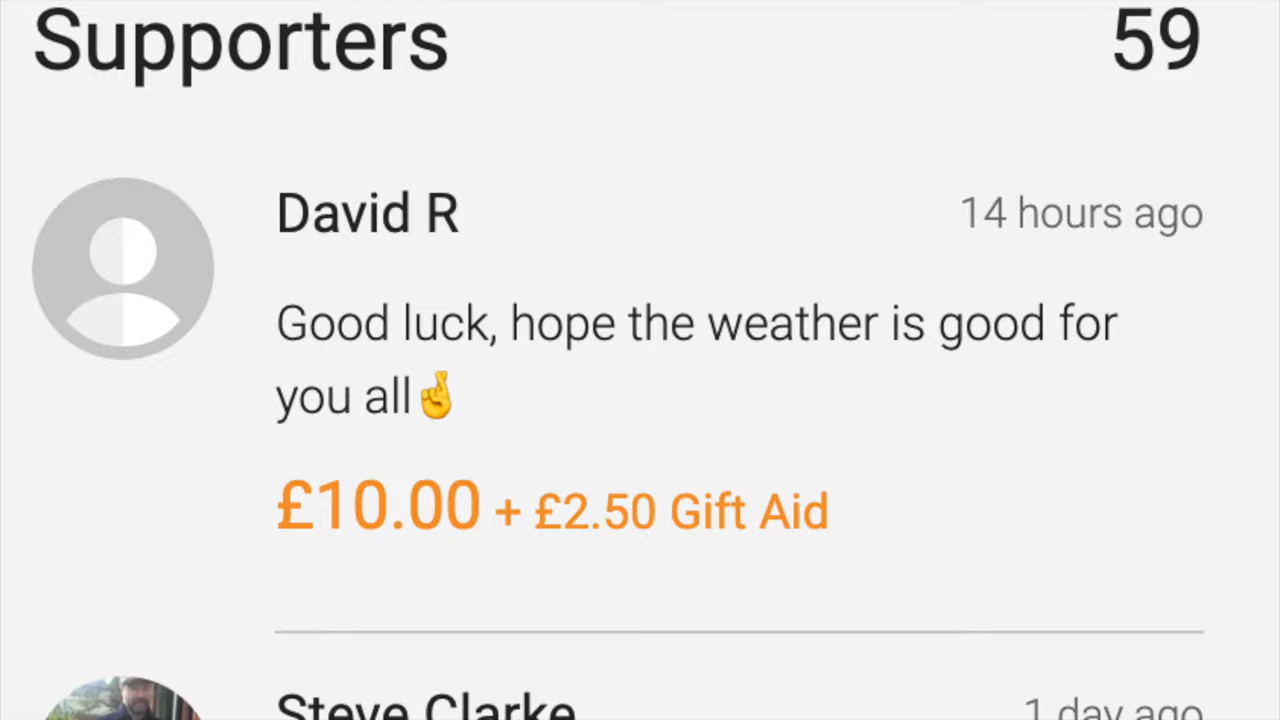 Supporters 59
David R 14 hours ago
Good luck, hope the weather is good for
you all🤞
£10.00 + £2.50 Gift Aid
Steve Clarke 1 day ago